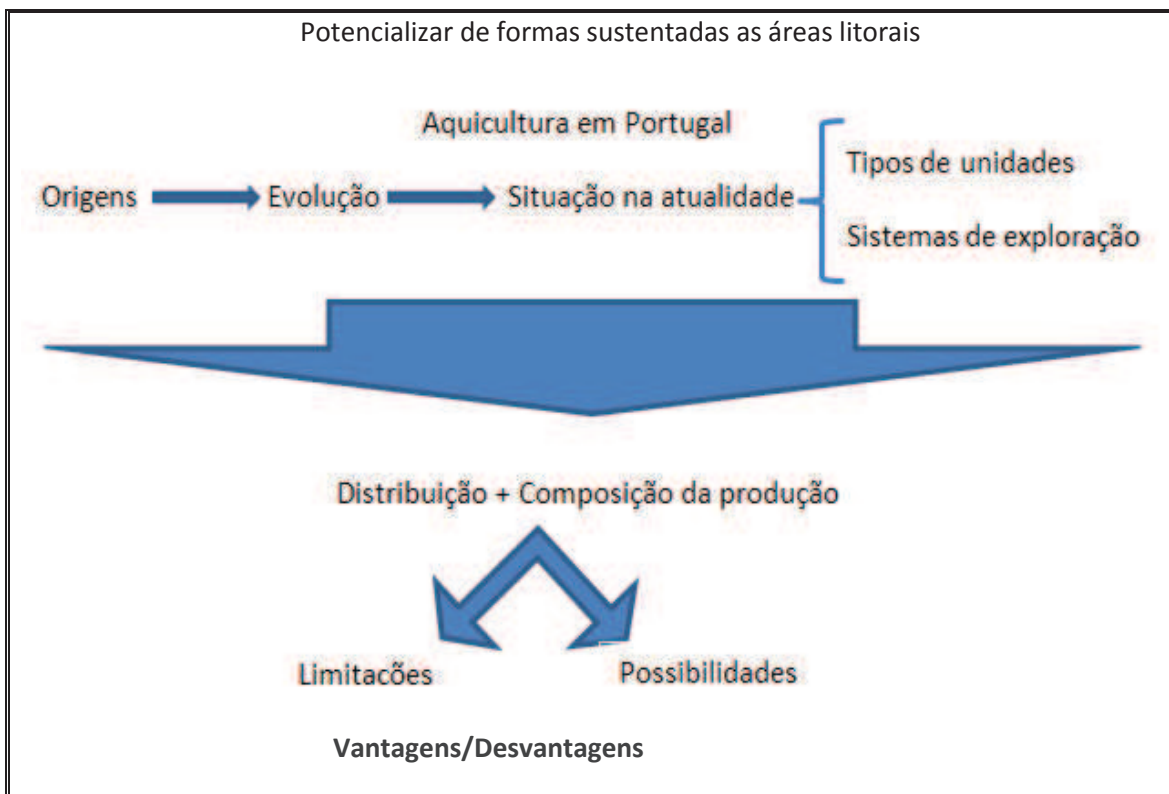 Potencializar de formas sustentadas as áreas litorais
Aquicultura em Portugal
Origens
Evolução
Situação na atualidade
Tipos de unidades
Sistemas de exploração
Distribuição + Composição da produção
Limitacões
Possibilidades
Vantagens/Desvantagens